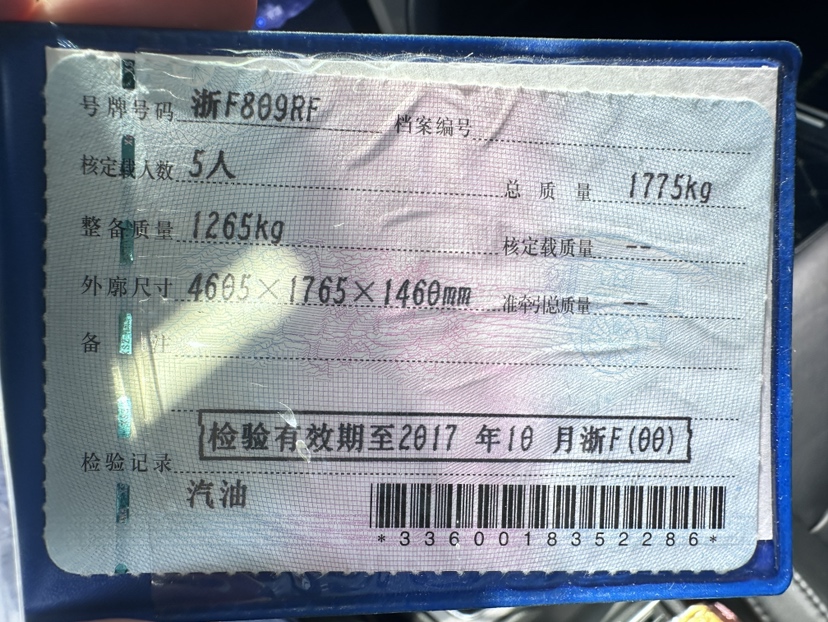 号牌号码 浙F809RF 档案编号
核定载人数 5人 总质量 1775kg
整备质量 1265kg 核定载质量 --
外廓尺寸 4605×1765×1460mm 准牵引总质量 --
备注
检验有效期至2017 年10 月浙F(00)
检验记录
汽油
*3360018352286*